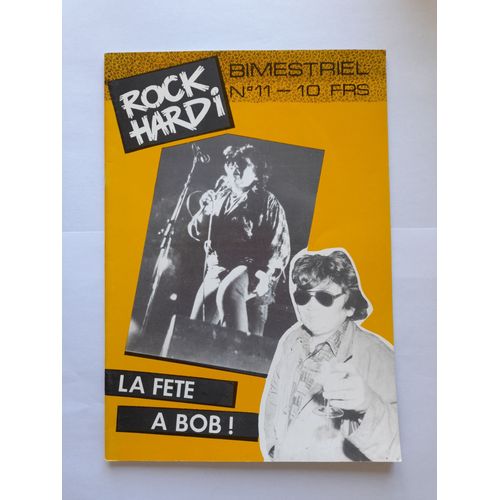 ROCK
HARDi
BIMESTRIEL
N°11 – 10 FRS
LA FETE
A BOB !